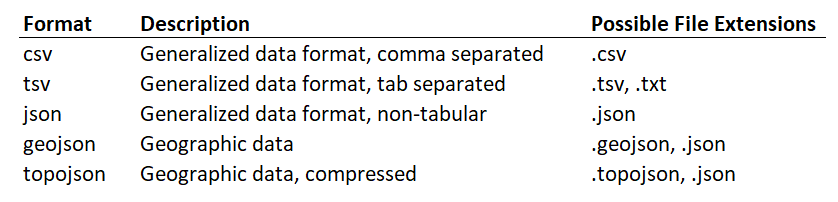 Format Description Possible File Extensions
csv Generalized data format, comma separated .csv
tsv Generalized data format, tab separated .tsv, .txt
json Generalized data format, non-tabular .json
geojson Geographic data .geojson, .json
topojson Geographic data, compressed .topojson, .json